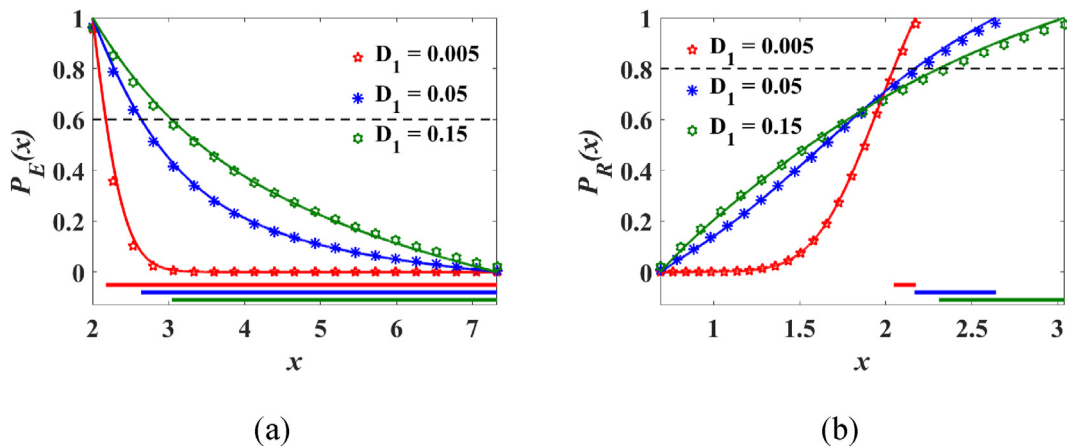 1
0.8
0.6
0.4
0.2
0
P_E(x)
D_1 = 0.005
D_1 = 0.05
D_1 = 0.15
2 3 4 5 6 7
x
(a)
1
0.8
0.6
0.4
0.2
0
P_R(x)
D_1 = 0.005
D_1 = 0.05
D_1 = 0.15
1 1.5 2 2.5 3
x
(b)